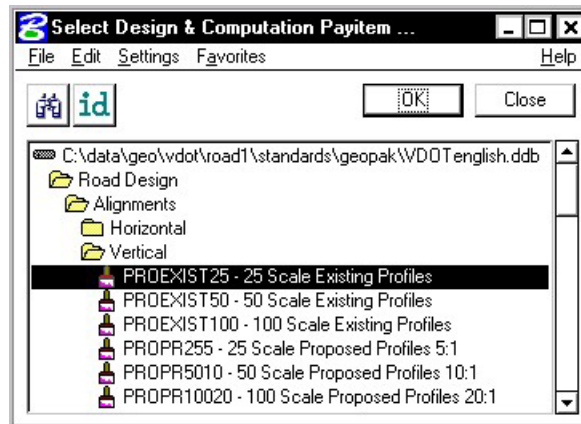 Select Design & Computation Payitem ...
File Edit Settings Favorites Help
id OK Close
C:\data\geo\vdot\road1\standards\geopak\VDOTenglish.ddb
Road Design
Alignments
Horizontal
Vertical
PROEXIST25 - 25 Scale Existing Profiles
PROEXIST50 - 50 Scale Existing Profiles
PROEXIST100 - 100 Scale Existing Profiles
PROPR255 - 25 Scale Proposed Profiles 5:1
PROPR5010 - 50 Scale Proposed Profiles 10:1
PROPR10020 - 100 Scale Proposed Profiles 20:1